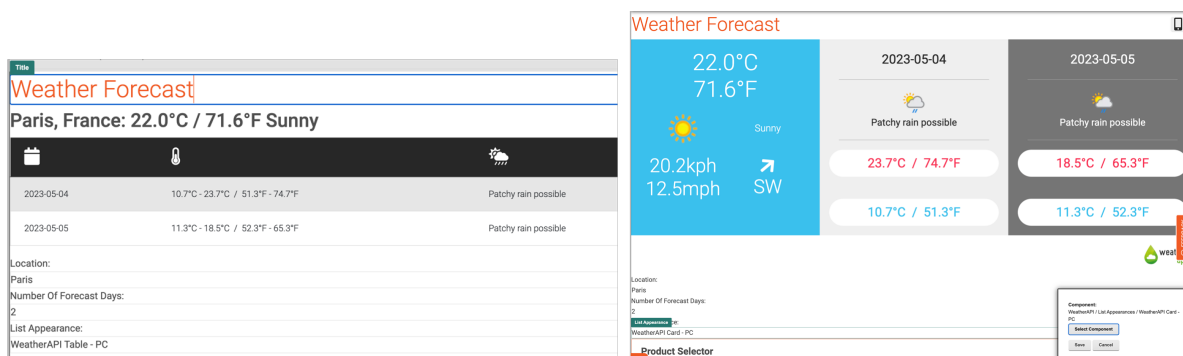 Title
Weather Forecast
Paris, France: 22.0°C / 71.6°F Sunny
2023-05-04 10.7°C - 23.7°C / 51.3°F - 74.7°F Patchy rain possible
2023-05-05 11.3°C - 18.5°C / 52.3°F - 65.3°F Patchy rain possible
Location:
Paris
Number Of Forecast Days:
2
List Appearance:
WeatherAPI Table - PC
Weather Forecast
22.0°C
71.6°F
Sunny
20.2kph
12.5mph
SW
2023-05-04
Patchy rain possible
23.7°C / 74.7°F
10.7°C / 51.3°F
2023-05-05
Patchy rain possible
18.5°C / 65.3°F
11.3°C / 52.3°F
weat
Location:
Paris
Number Of Forecast Days:
2
List Appearance
ce:
WeatherAPI Card - PC
Product Selector
Component:
WeatherAPI / List Appearances / WeatherAPI Card -
PC
Select Component
Save Cancel